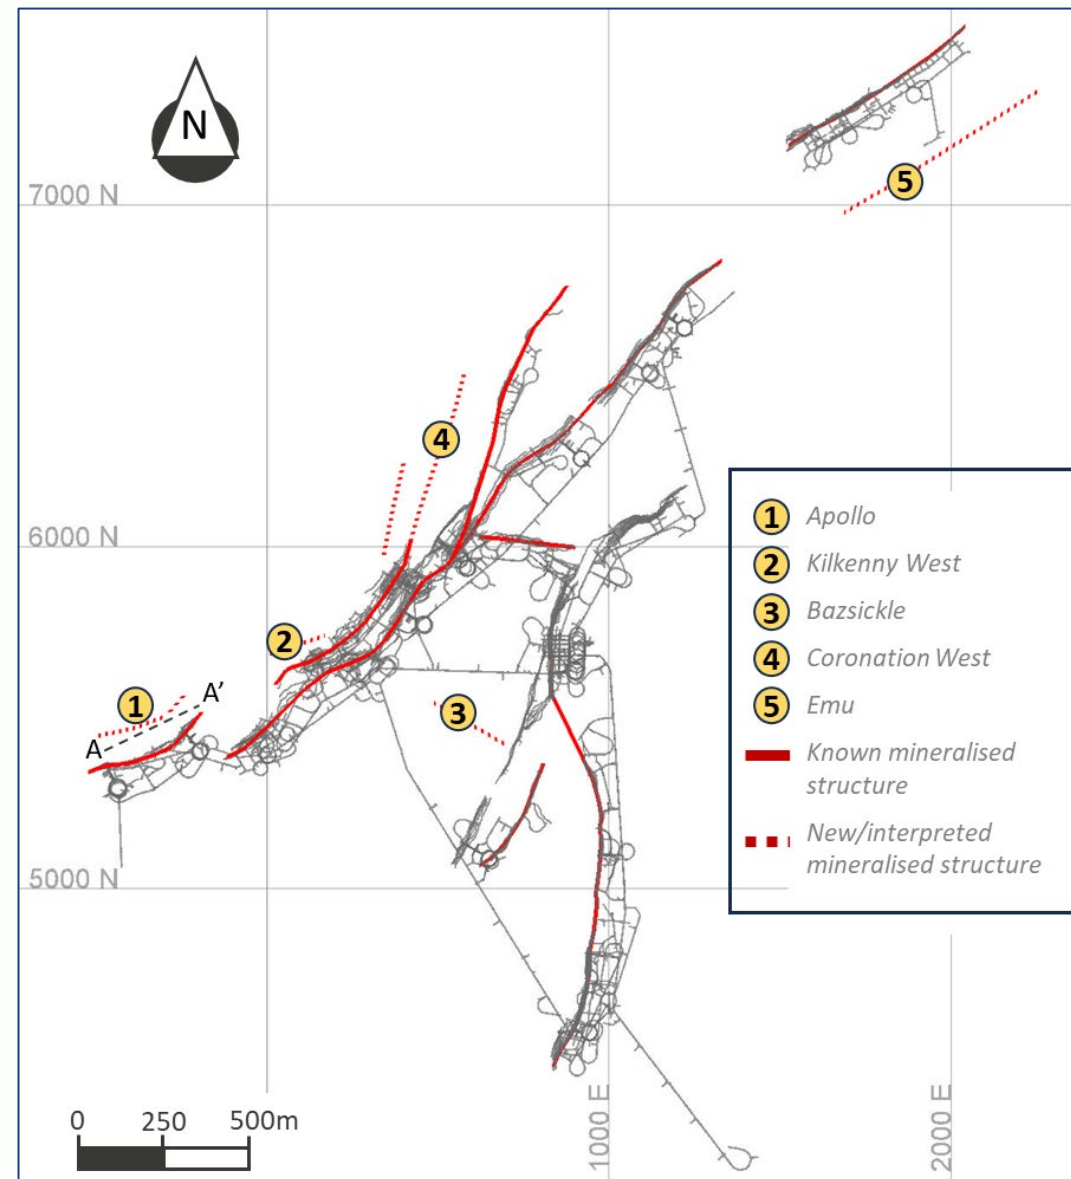 N
7000 N
5
4
6000 N
1 Apollo
2 Kilkenny West
3 Bazsickle
4 Coronation West
5 Emu
Known mineralised
structure
New/interpreted
mineralised structure
2
1
A'
A
3
5000 N
0 250 500m
1000 E
2000 E